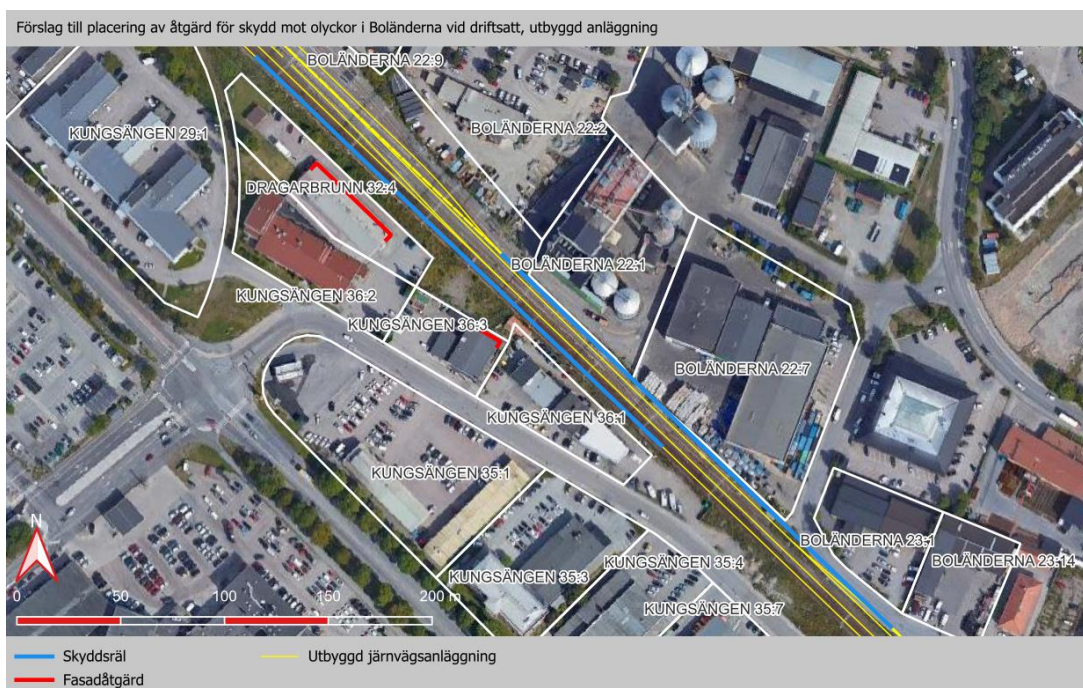 Förslag till placering av åtgärd för skydd mot olyckor i Boländerna vid driftsatt, utbyggd anläggning
BOLÄNDERNA 22:9
KUNGSÄNGEN 29:1
BOLÄNDERNA 22:2
DRAGARBRUNN 32:4
BOLÄNDERNA 22:1
KUNGSÄNGEN 36:2
KUNGSÄNGEN 36:3
BOLÄNDERNA 22:7
KUNGSÄNGEN 36:1
KUNGSÄNGEN 35:1
BOLÄNDERNA 23:1
BOLÄNDERNA 23:14
KUNGSÄNGEN 35:3
KUNGSÄNGEN 35:4
KUNGSÄNGEN 35:7
N
0 50 100 150 200 m
Skyddsräl
Utbyggd järnvägsanläggning
Fasadåtgärd